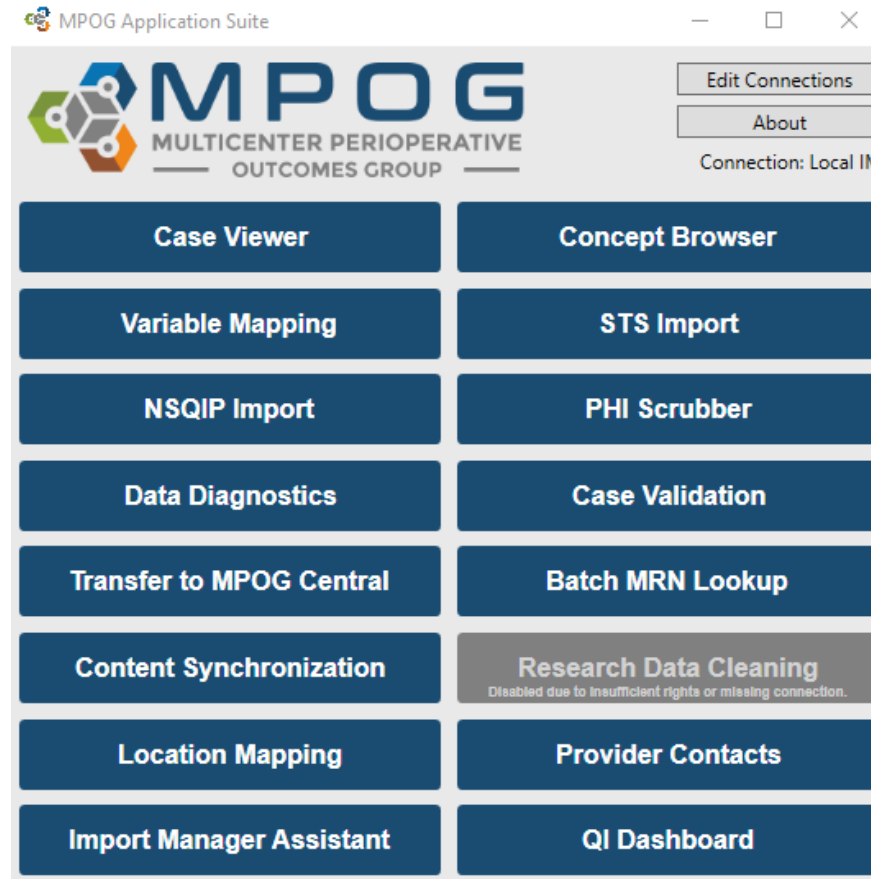 MPOG Application Suite
MPOG
MULTICENTER PERIOPERATIVE
OUTCOMES GROUP
Edit Connections
About
Connection: Local IM
Case Viewer
Concept Browser
Variable Mapping
STS Import
NSQIP Import
PHI Scrubber
Data Diagnostics
Case Validation
Transfer to MPOG Central
Batch MRN Lookup
Content Synchronization
Research Data Cleaning
Disabled due to insufficient rights or missing connection.
Location Mapping
Provider Contacts
Import Manager Assistant
QI Dashboard